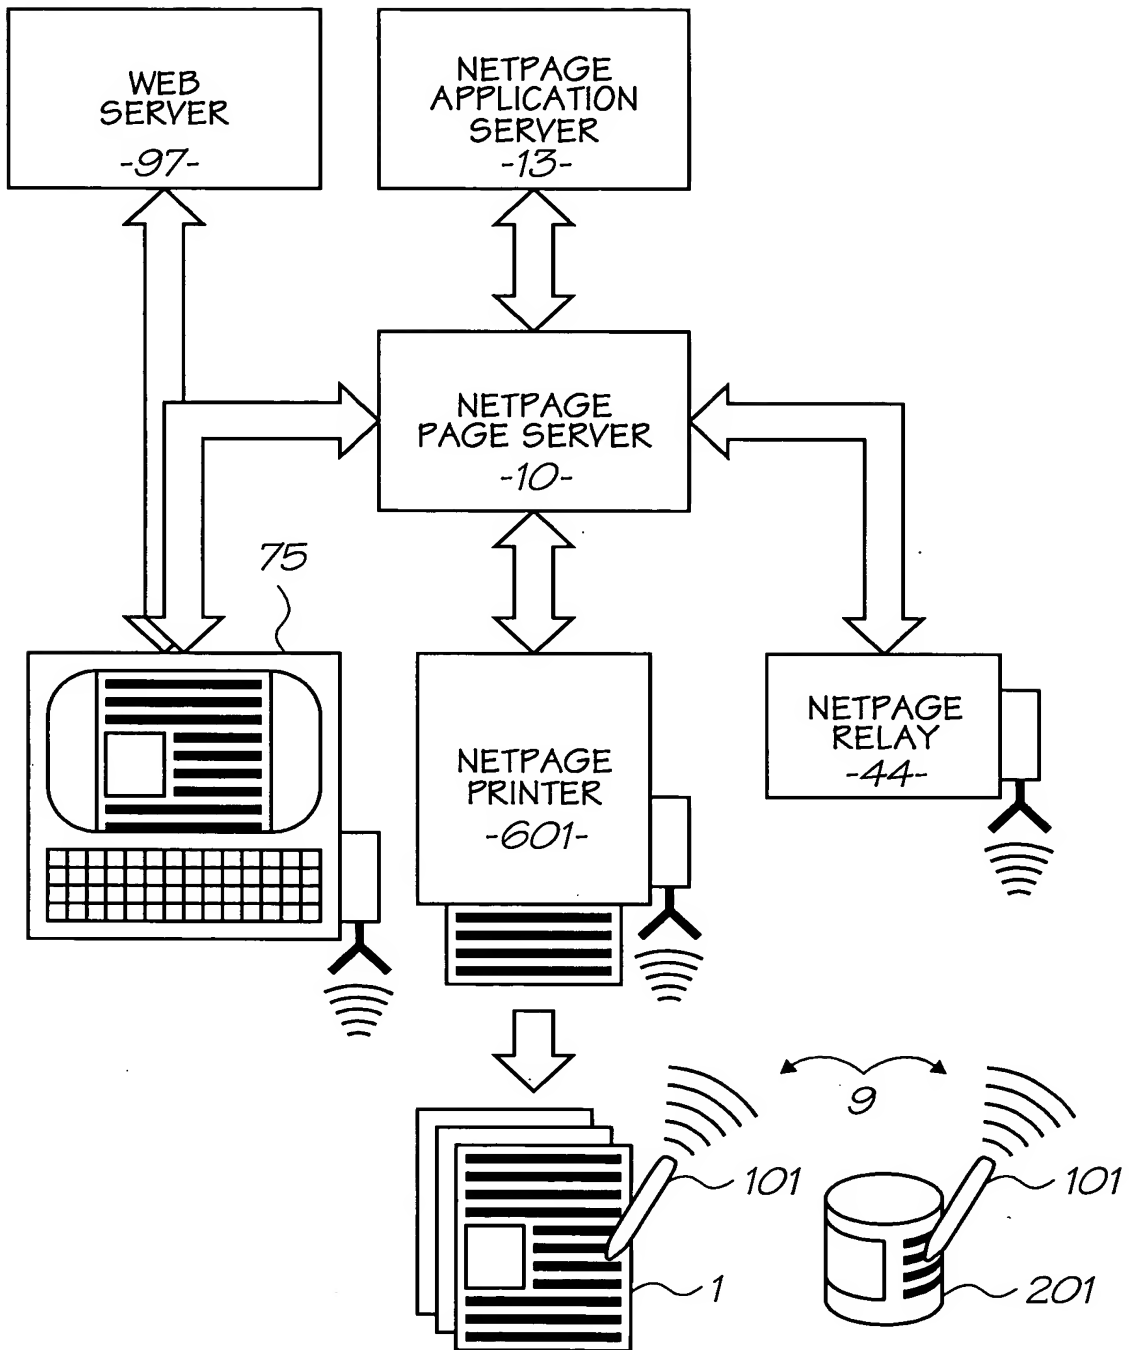 WEB
SERVER
-97-
NETPAGE
APPLICATION
SERVER
-13-
NETPAGE
PAGE SERVER
-10-
75
NETPAGE
PRINTER
-601-
NETPAGE
RELAY
-44-
9
101
101
1
201